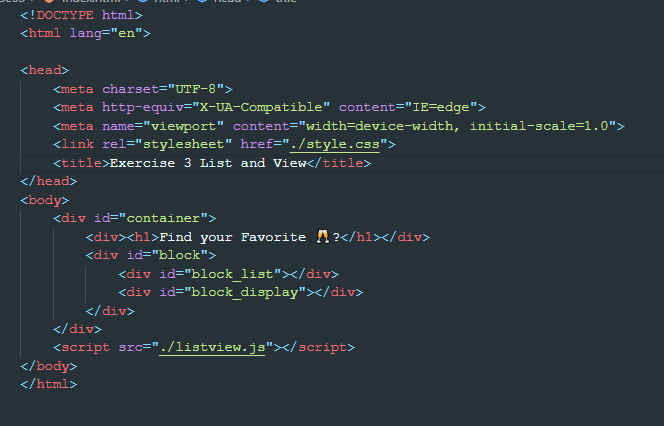 <!DOCTYPE html>
<html lang="en">
<head>
<meta charset="UTF-8">
<meta http-equiv="X-UA-Compatible" content="IE=edge">
<meta name="viewport" content="width=device-width, initial-scale=1.0">
<link rel="stylesheet" href="./style.css">
<title>Exercise 3 List and View</title>
</head>
<body>
<div id="container">
<div><h1>Find your Favorite 🥂?</h1></div>
<div id="block">
<div id="block_list"></div>
<div id="block_display"></div>
</div>
</div>
<script src="./listview.js"></script>
</body>
</html>